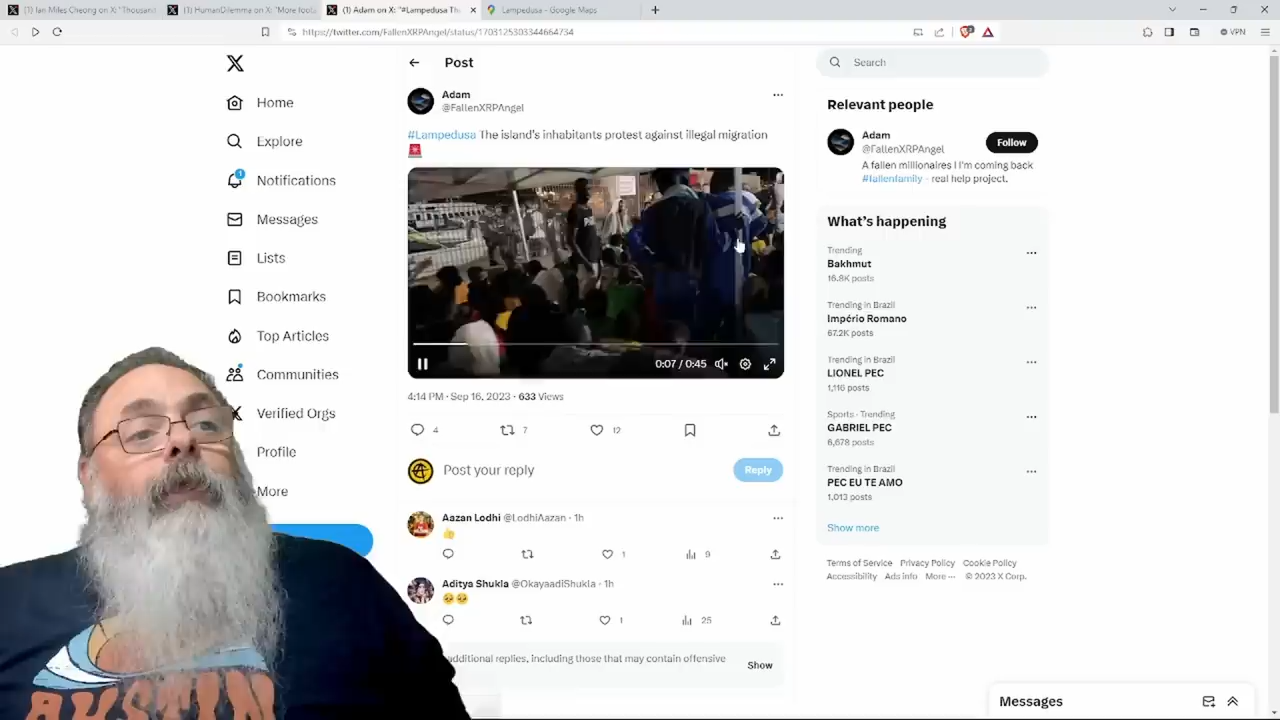 (1) Ian Miles Cheong on X: "Thousan
(1) HumanDilemma on X: "More foota
(1) Adam on X: "#Lampedusa The
Lampedusa - Google Maps
https://twitter.com/FallenXRPAngel/status/1703125303464464734
VPN
Home
Explore
1
Notifications
Messages
Lists
Bookmarks
Top Articles
Communities
Verified Orgs
Profile
More
Post
Adam
@FallenXRPAngel
#Lampedusa The island's inhabitants protest against illegal migration
0:07 / 0:45
4:14 PM · Sep 16, 2023 · 633 Views
4 7 12
Post your reply
Reply
Aazan Lodhi @LodhiAazan · 1h
1 9
Aditya Shukla @OkayaadiShukla · 1h
1 25
additional replies, including those that may contain offensive
Show
Search
Relevant people
Adam
@FallenXRPAngel
Follow
A fallen millionaires I I'm coming back
#fallenfamily - real help project.
What's happening
Trending
Bakhmut
16.8K posts
Trending in Brazil
Império Romano
67.2K posts
Trending in Brazil
LIONEL PEC
1,116 posts
Sports · Trending
GABRIEL PEC
6,678 posts
Trending in Brazil
PEC EU TE AMO
1,013 posts
Show more
Terms of Service Privacy Policy Cookie Policy
Accessibility Ads info More ··· © 2023 X Corp.
Messages